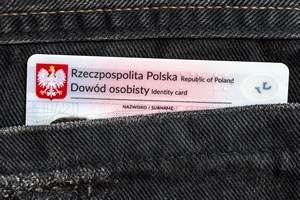 Rzeczpospolita Polska Republic of Poland
Dowód osobisty Identity card
NAZWISKO / SURNAME